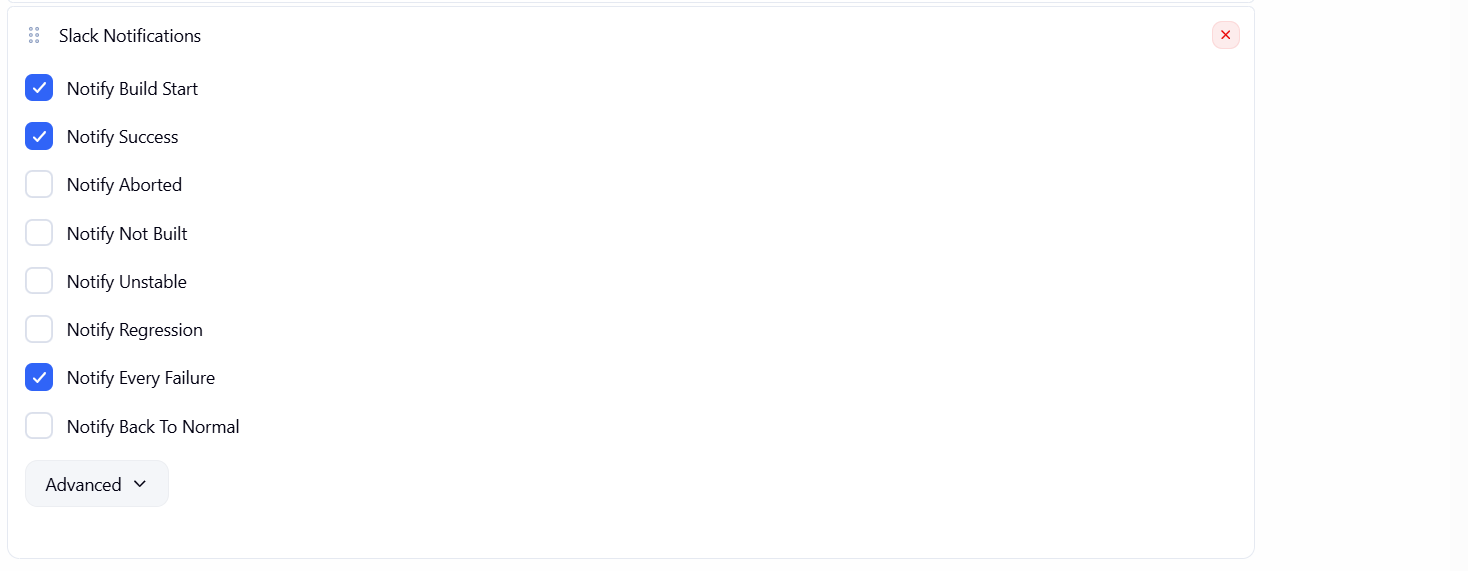 Slack Notifications
Notify Build Start
Notify Success
Notify Aborted
Notify Not Built
Notify Unstable
Notify Regression
Notify Every Failure
Notify Back To Normal
Advanced